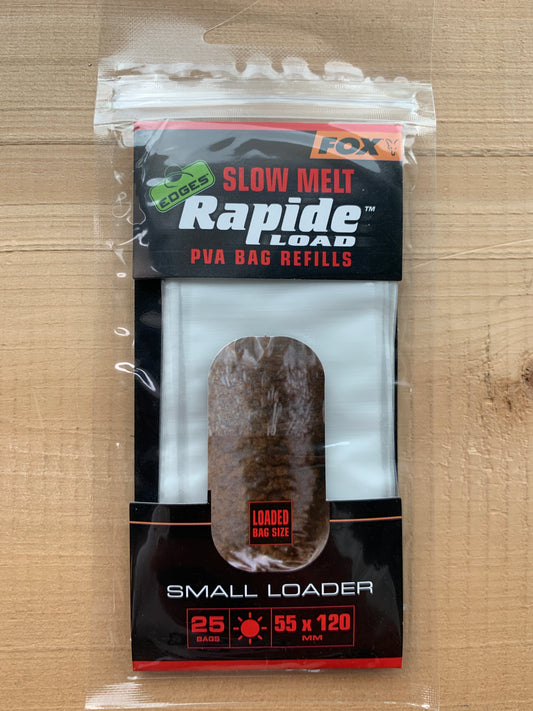 FOX
EDGES
SLOW MELT
Rapide™
LOAD
PVA BAG REFILLS
LOADED
BAG SIZE
SMALL LOADER
25
BAGS
55 x 120
MM